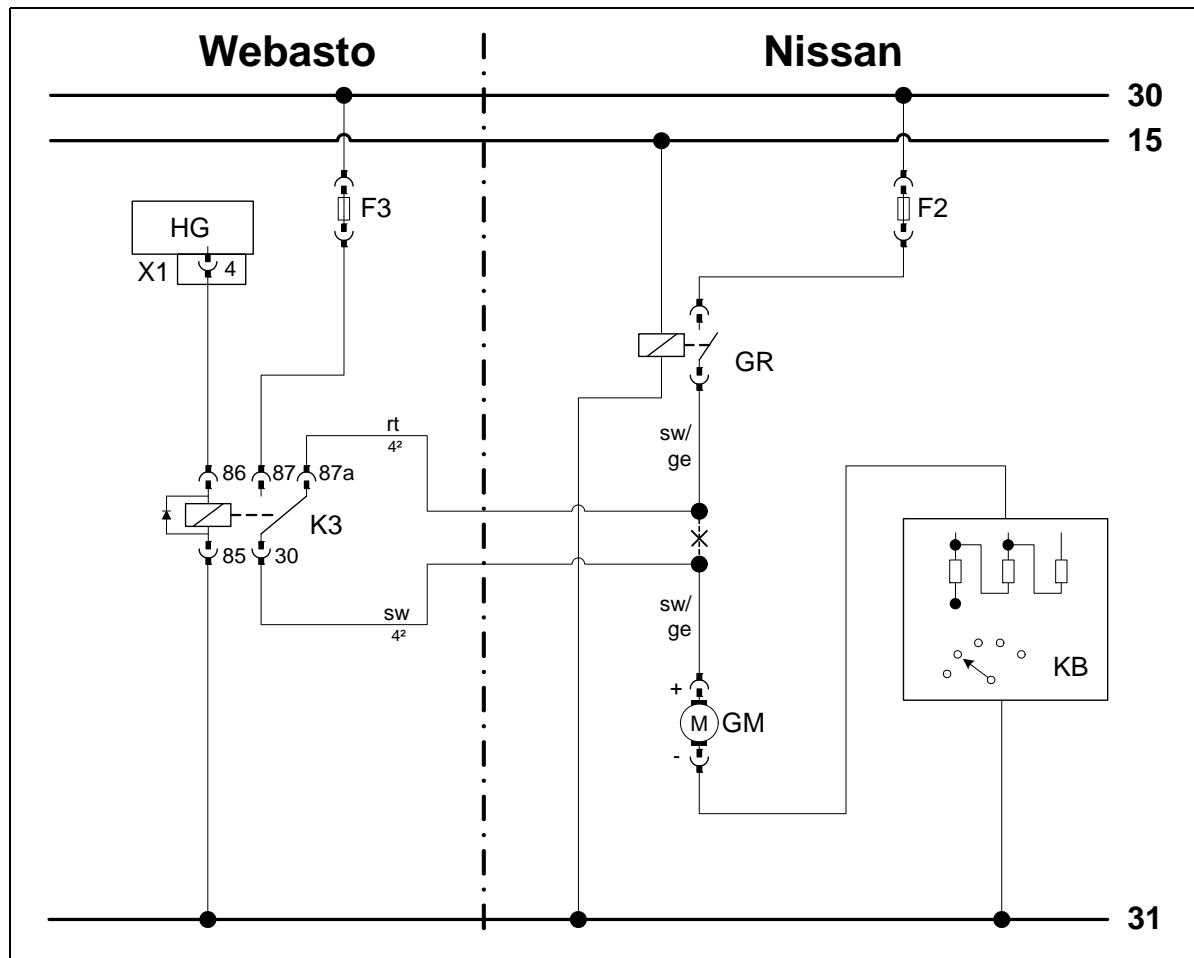 Webasto
Nissan
30
15
F3
F2
HG
X1
4
GR
rt
4²
sw/
ge
86
87
87a
K3
85
30
sw
4²
sw/
ge
KB
+
M
GM
-
31